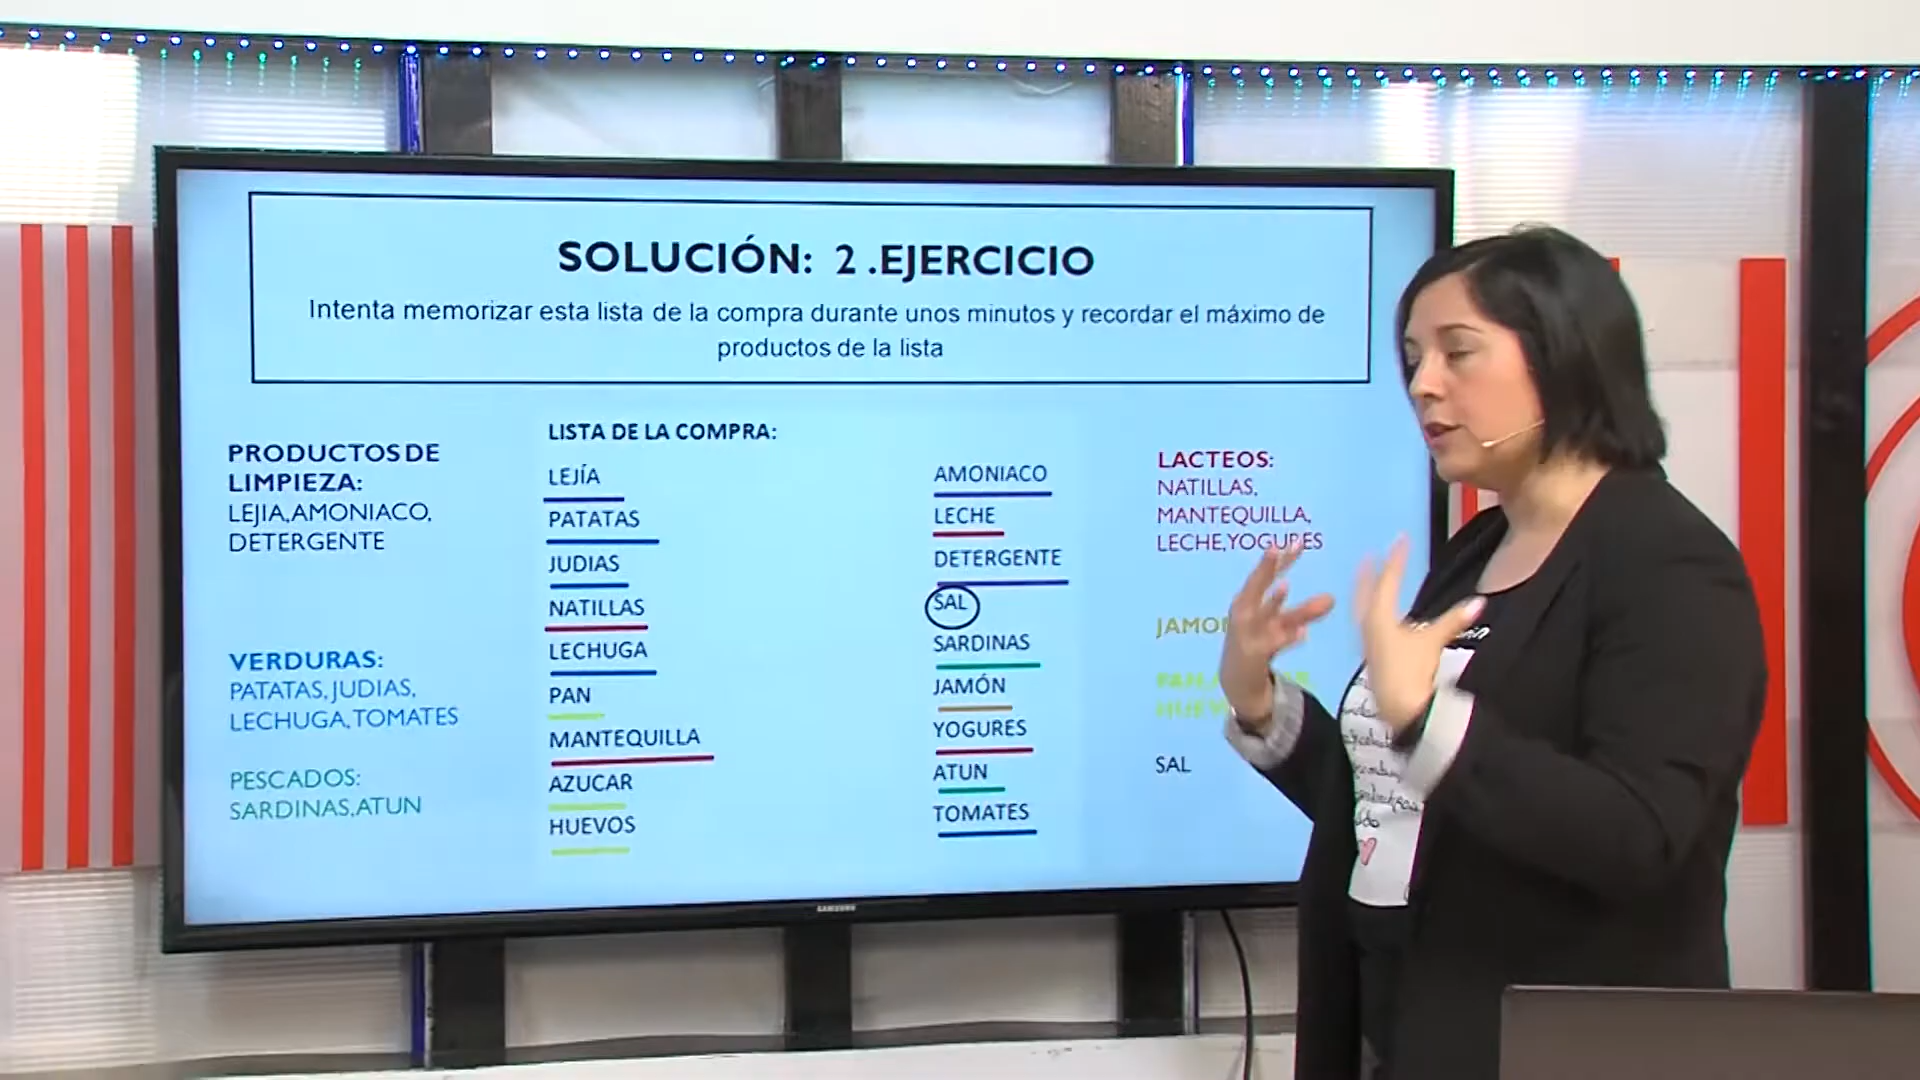 SOLUCIÓN: 2 .EJERCICIO
Intenta memorizar esta lista de la compra durante unos minutos y recordar el máximo de
productos de la lista
PRODUCTOS DE
LIMPIEZA:
LEJIA,AMONIACO,
DETERGENTE
VERDURAS:
PATATAS, JUDIAS,
LECHUGA, TOMATES
PESCADOS:
SARDINAS,ATUN
LISTA DE LA COMPRA:
LEJÍA
PATATAS
JUDIAS
NATILLAS
LECHUGA
PAN
MANTEQUILLA
AZUCAR
HUEVOS
AMONIACO
LECHE
DETERGENTE
SAL
SARDINAS
JAMÓN
YOGURES
ATUN
TOMATES
LACTEOS:
NATILLAS,
MANTEQUILLA,
LECHE,YOGURES
SAL
SAMSUNG